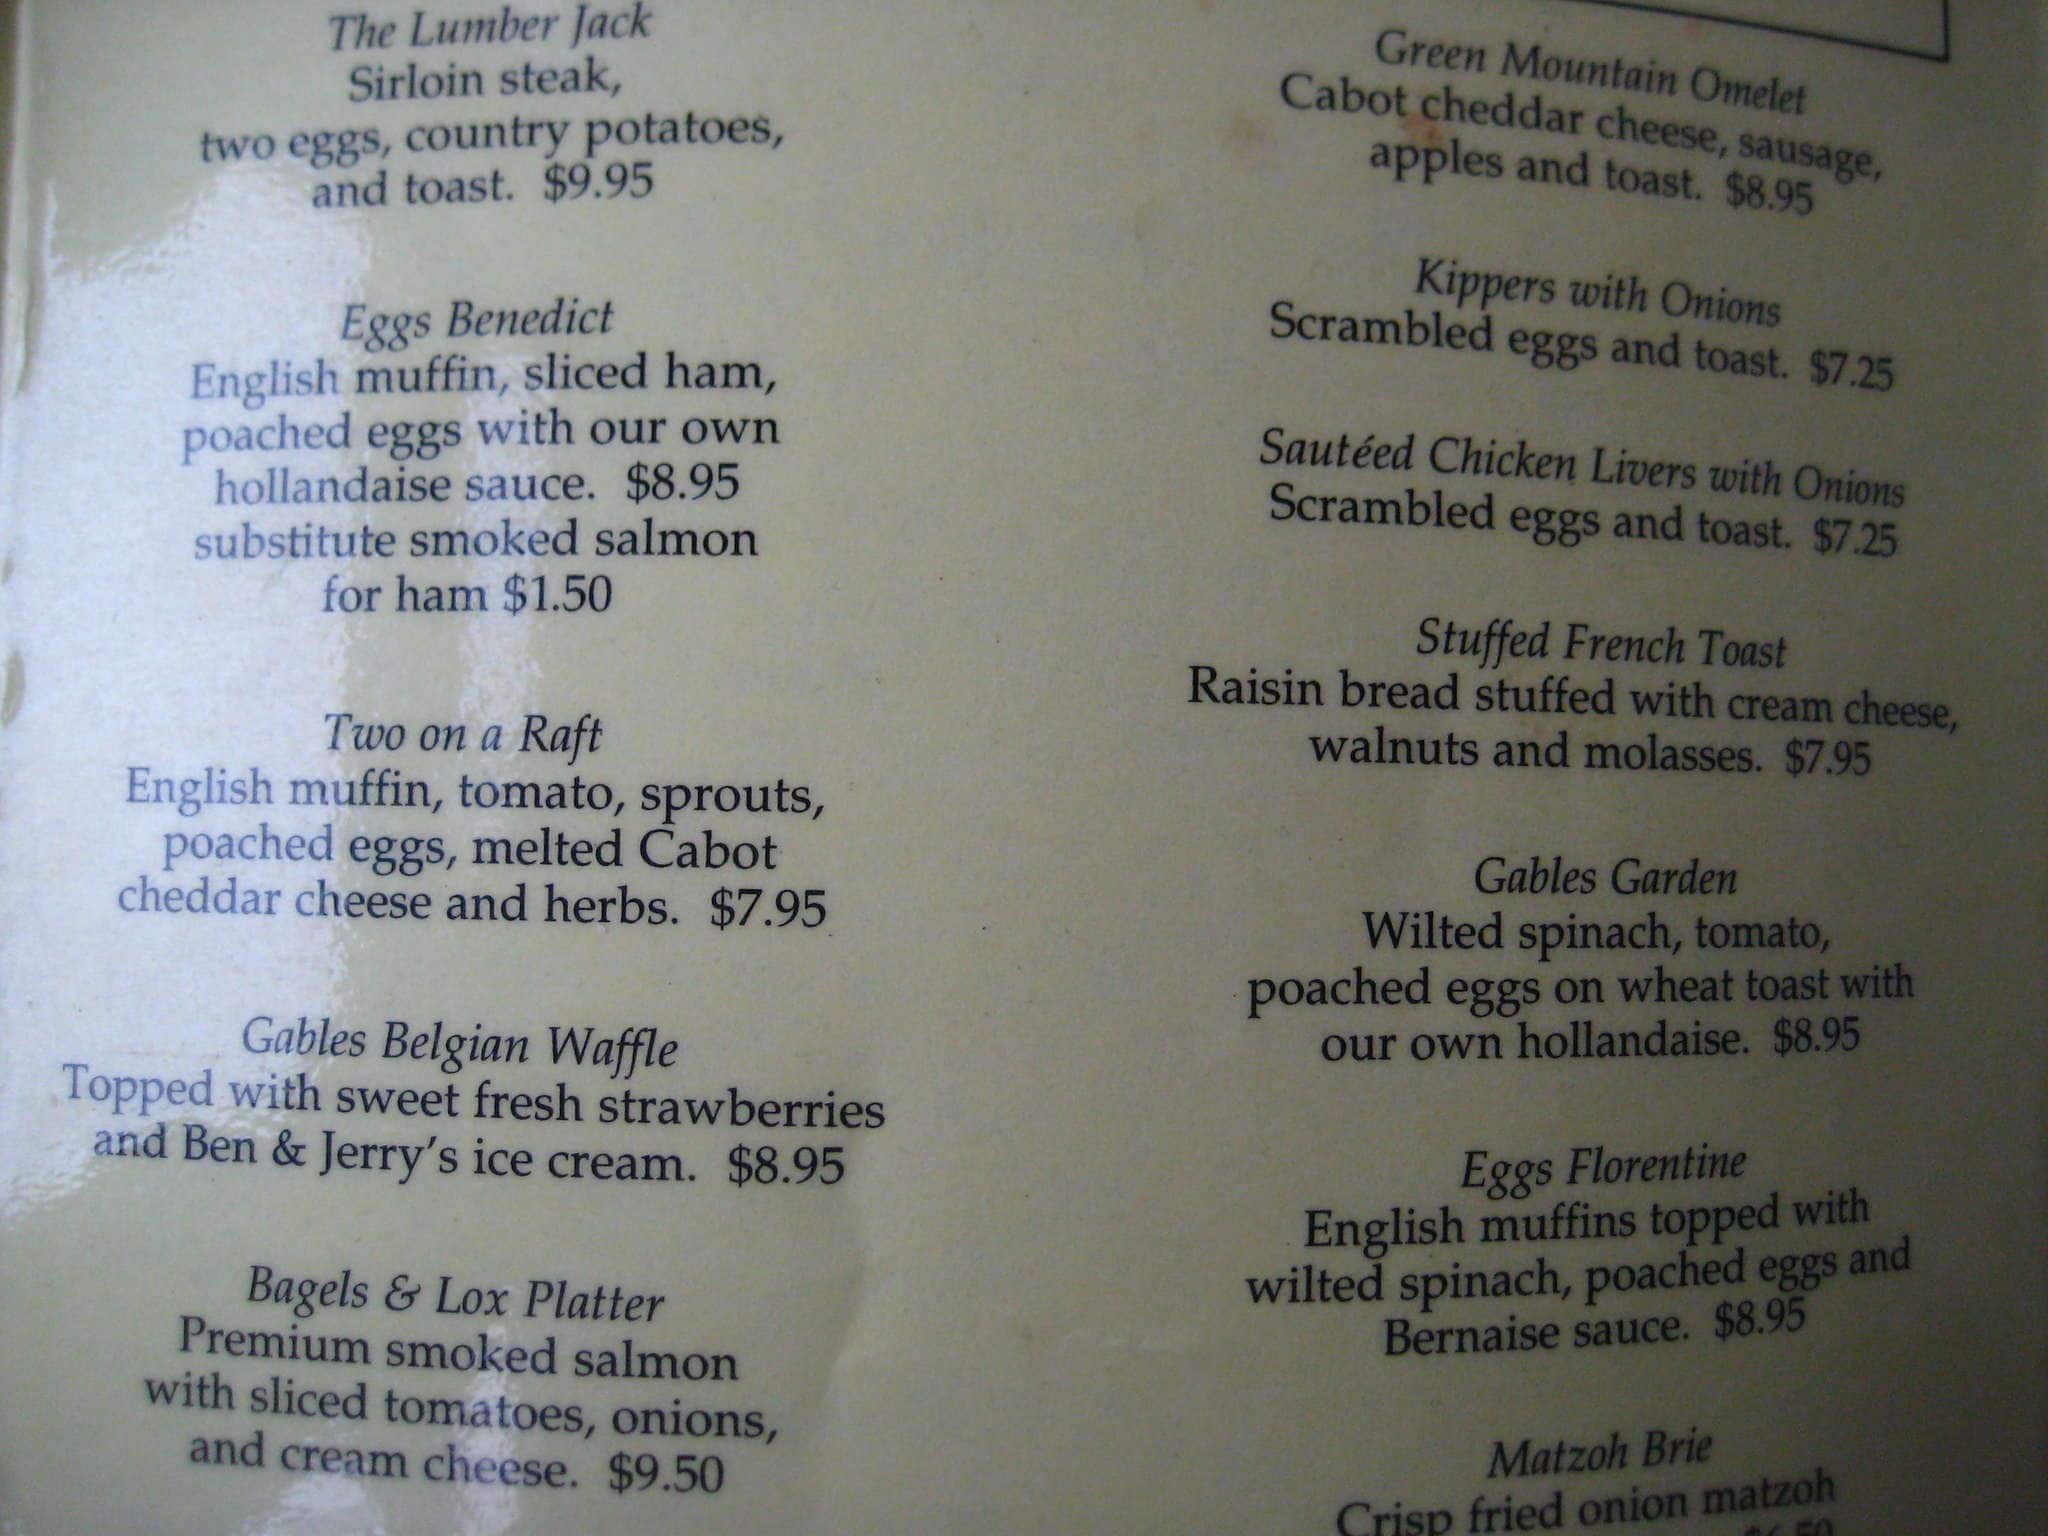 The Lumber Jack
Sirloin steak,
two eggs, country potatoes,
and toast. $9.95
Eggs Benedict
English muffin, sliced ham,
poached eggs with our own
hollandaise sauce. $8.95
substitute smoked salmon
for ham $1.50
Two on a Raft
English muffin, tomato, sprouts,
poached eggs, melted Cabot
cheddar cheese and herbs. $7.95
Gables Belgian Waffle
Topped with sweet fresh strawberries
and Ben & Jerry's ice cream. $8.95
Bagels & Lox Platter
Premium smoked salmon
with sliced tomatoes, onions,
and cream cheese. $9.50
Green Mountain Omelet
Cabot cheddar cheese, sausage,
apples and toast. $8.95
Kippers with Onions
Scrambled eggs and toast. $7.25
Sautéed Chicken Livers with Onions
Scrambled eggs and toast. $7.25
Stuffed French Toast
Raisin bread stuffed with cream cheese,
walnuts and molasses. $7.95
Gables Garden
Wilted spinach, tomato,
poached eggs on wheat toast with
our own hollandaise. $8.95
Eggs Florentine
English muffins topped with
wilted spinach, poached eggs and
Bernaise sauce. $8.95
Matzoh Brie
Crisp fried onion matzoh